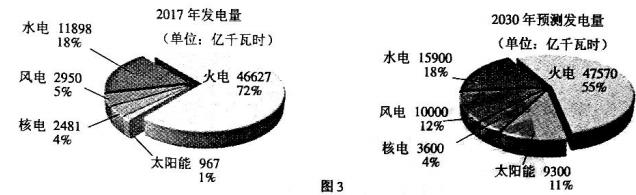 2017 年发电量
（单位：亿千瓦时）
水电 11898
18%
风电 2950
5%
核电 2481
4%
太阳能 967
1%
火电 46627
72%
2030 年预测发电量
（单位：亿千瓦时）
水电 15900
18%
风电 10000
12%
核电 3600
4%
太阳能 9300
11%
火电 47570
55%
图 3